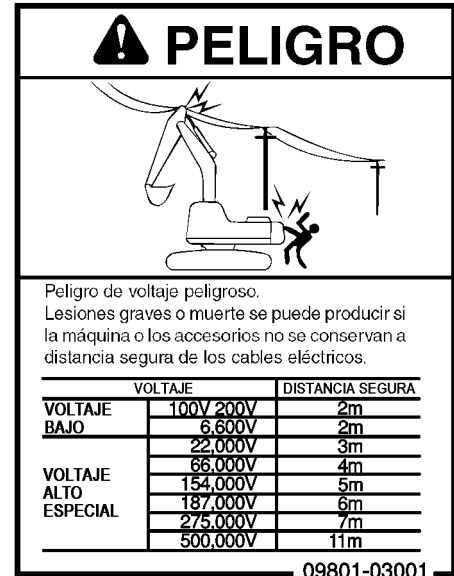 PELIGRO
Peligro de voltaje peligroso.
Lesiones graves o muerte se puede producir si
la máquina o los accesorios no se conservan a
distancia segura de los cables eléctricos.
VOLTAJE DISTANCIA SEGURA
VOLTAJE BAJO 100V 200V 2m
6,600V 2m
VOLTAJE ALTO ESPECIAL 22,000V 3m
66,000V 4m
154,000V 5m
187,000V 6m
275,000V 7m
500,000V 11m
09801-03001